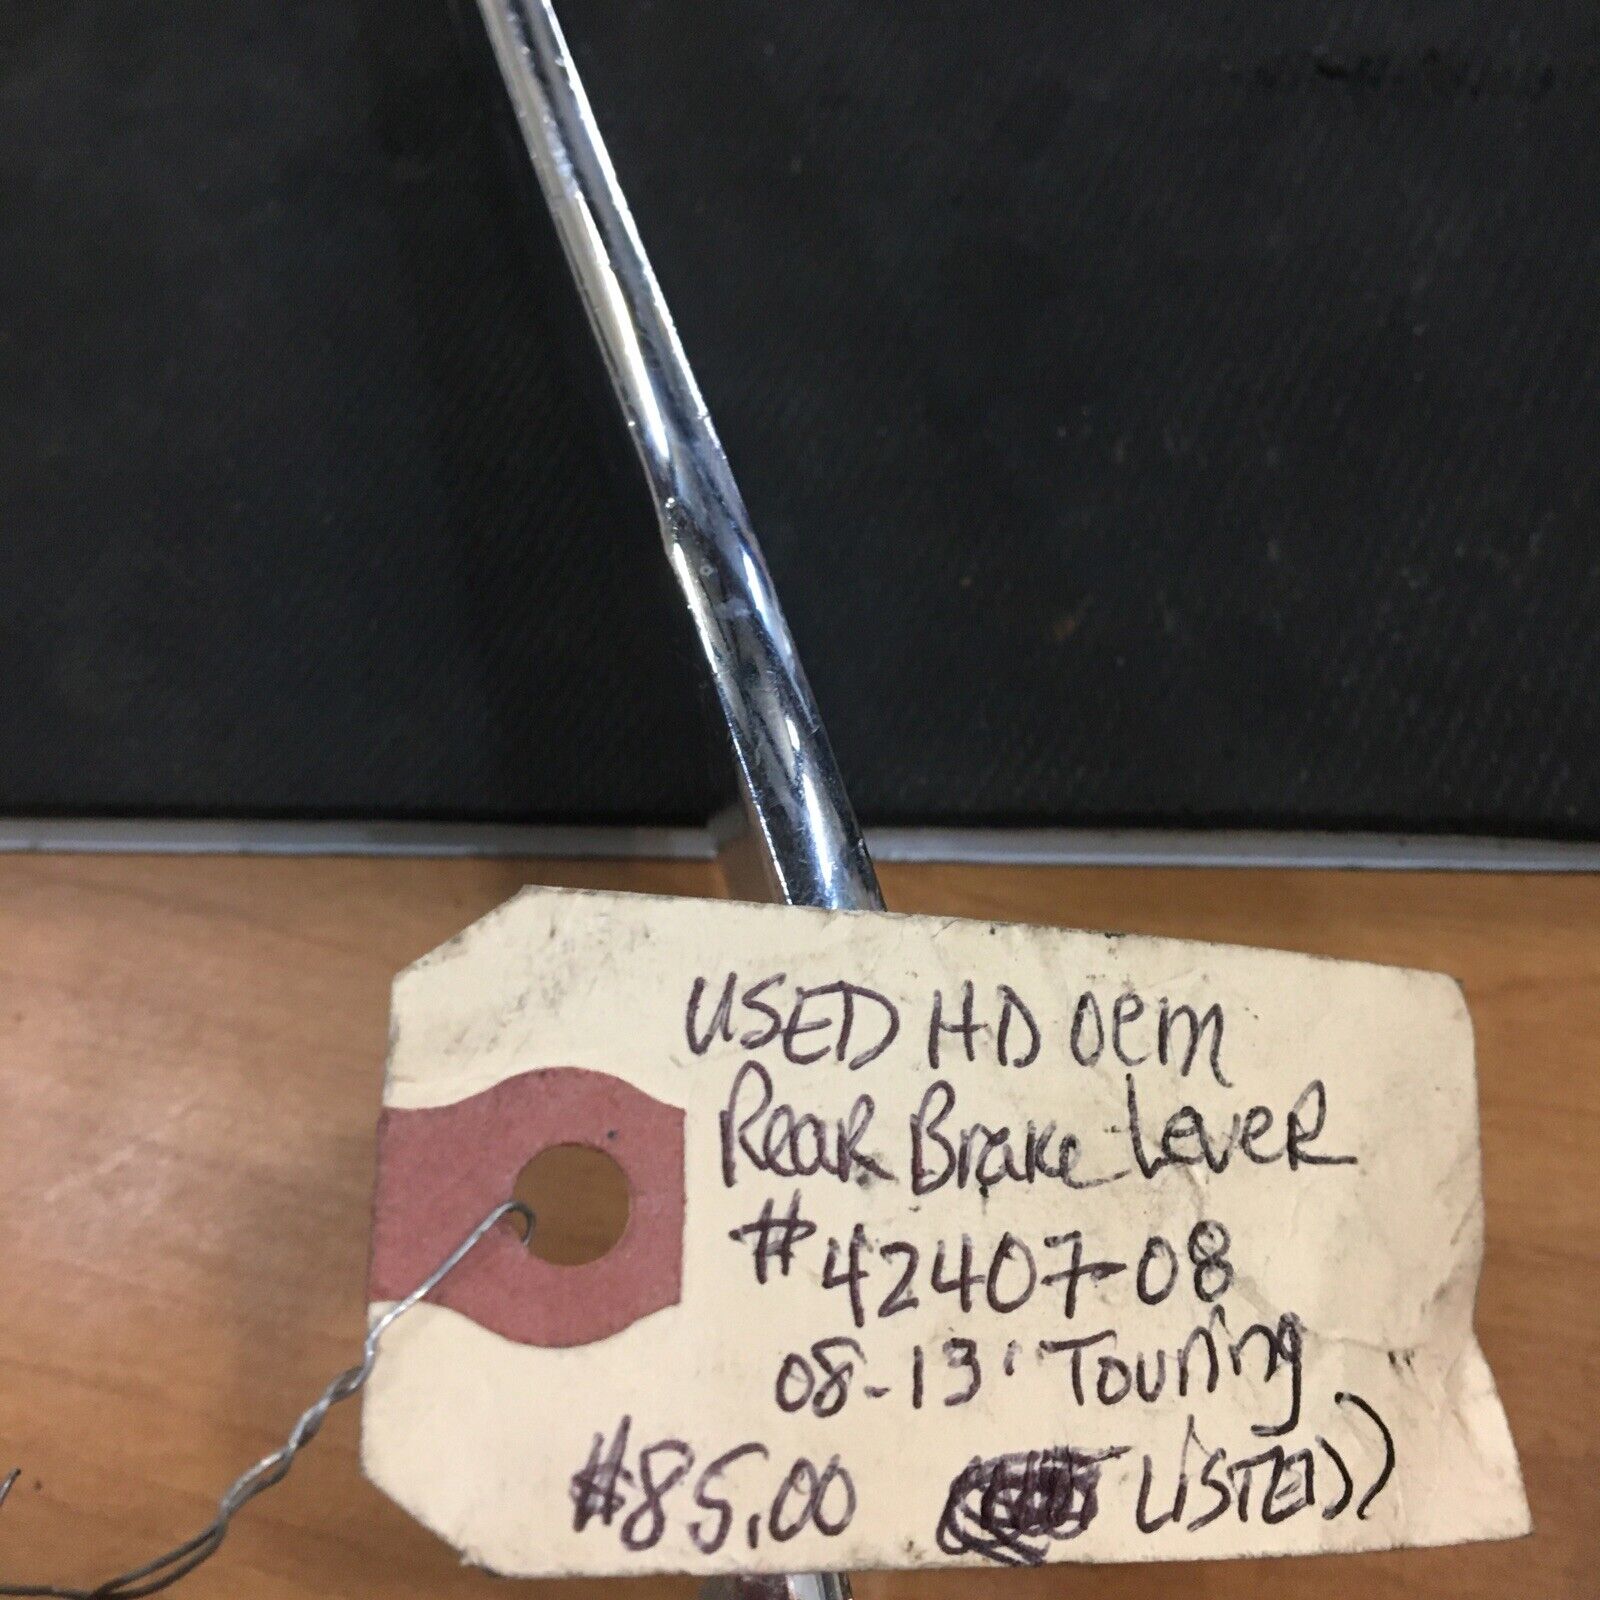 USED HD Oem
Rear Brake Lever
#42407-08
08-13' Touring
#85.00 LISTED)